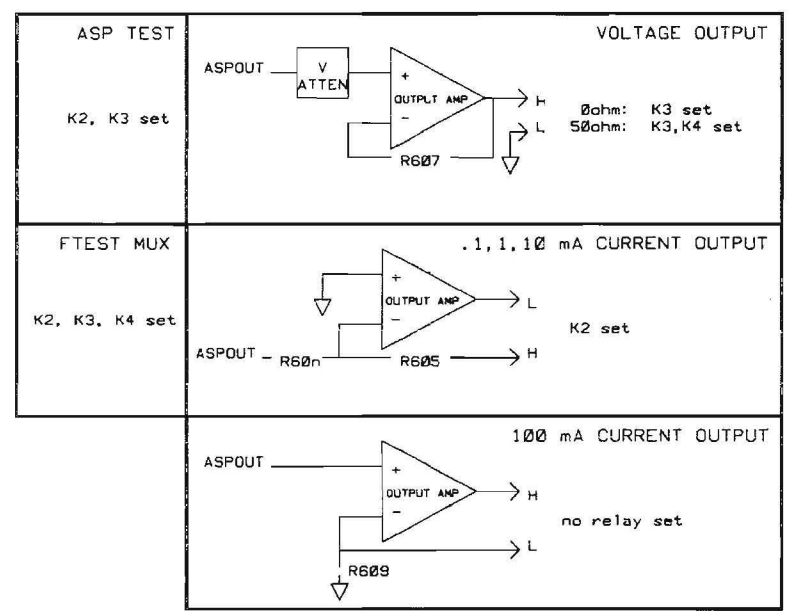 ASP TEST
K2, K3 set
VOLTAGE OUTPUT
ASPOUT
V
ATTEN
+
OUTPUT AMP
-
R607
H
L
0ohm: K3 set
50ohm: K3,K4 set
FTEST MUX
K2, K3, K4 set
.1,1,10 mA CURRENT OUTPUT
+
OUTPUT AMP
-
L
K2 set
ASPOUT
R60n
R605
H
100 mA CURRENT OUTPUT
ASPOUT
+
OUTPUT AMP
-
H
no relay set
L
R609